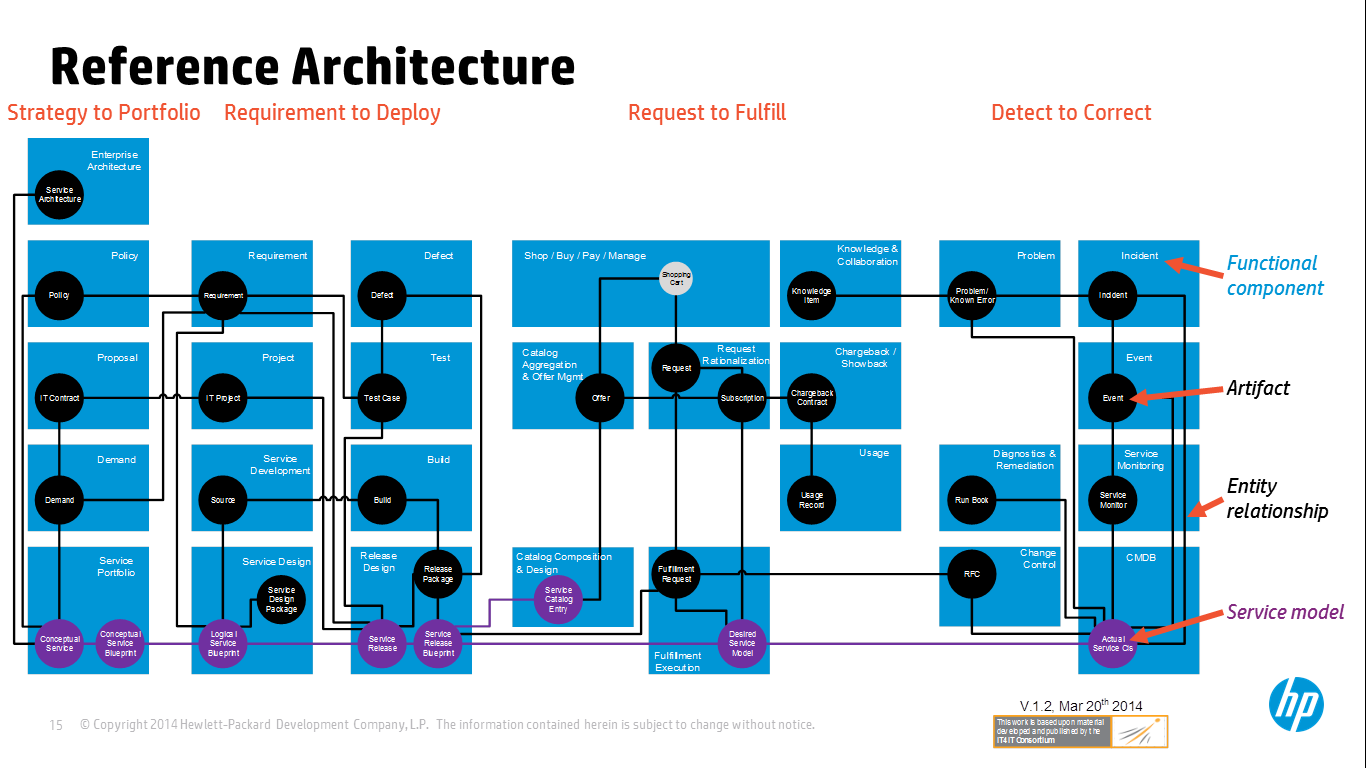 Reference Architecture
Strategy to Portfolio
Requirement to Deploy
Request to Fulfill
Detect to Correct
Enterprise
Architecture
Service
Architecture
Policy
Policy
Requirement
Requirement
Defect
Defect
Shop / Buy / Pay / Manage
Shopping
Cart
Knowledge &
Collaboration
Knowledge
Item
Problem
Problem/
Known Error
Incident
Incident
Functional
component
Proposal
IT Contract
Project
IT Project
Test
Test Case
Catalog
Aggregation
& Offer Mgmt
Offer
Request
Rationalization
Request
Subscription
Chargeback /
Showback
Chargeback
Contract
Event
Event
Artifact
Demand
Demand
Service
Development
Source
Build
Build
Usage
Usage
Record
Diagnostics &
Remediation
Run Book
Service
Monitoring
Service
Monitor
Entity
relationship
Service
Portfolio
Conceptual
Service
Conceptual
Service
Blueprint
Service Design
Service
Design
Package
Logical
Service
Blueprint
Release
Design
Release
Package
Service
Release
Service
Release
Blueprint
Catalog Composition
& Design
Service
Catalog
Entry
Fulfillment
Request
Desired
Service
Model
Fulfillment
Execution
Change
Control
RFC
CMDB
Actual
Service CIs
Service model
15 © Copyright 2014 Hewlett-Packard Development Company, L.P. The information contained herein is subject to change without notice.
V.1.2, Mar 20th 2014
This work is based upon material
developed and published by the
IT4IT Consortium
hp